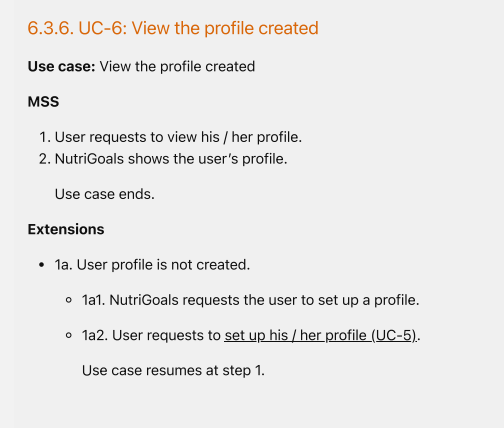 6.3.6. UC-6: View the profile created
Use case: View the profile created
MSS
1. User requests to view his / her profile.
2. NutriGoals shows the user's profile.
Use case ends.
Extensions
• 1a. User profile is not created.
◦ 1a1. NutriGoals requests the user to set up a profile.
◦ 1a2. User requests to set up his / her profile (UC-5).
Use case resumes at step 1.